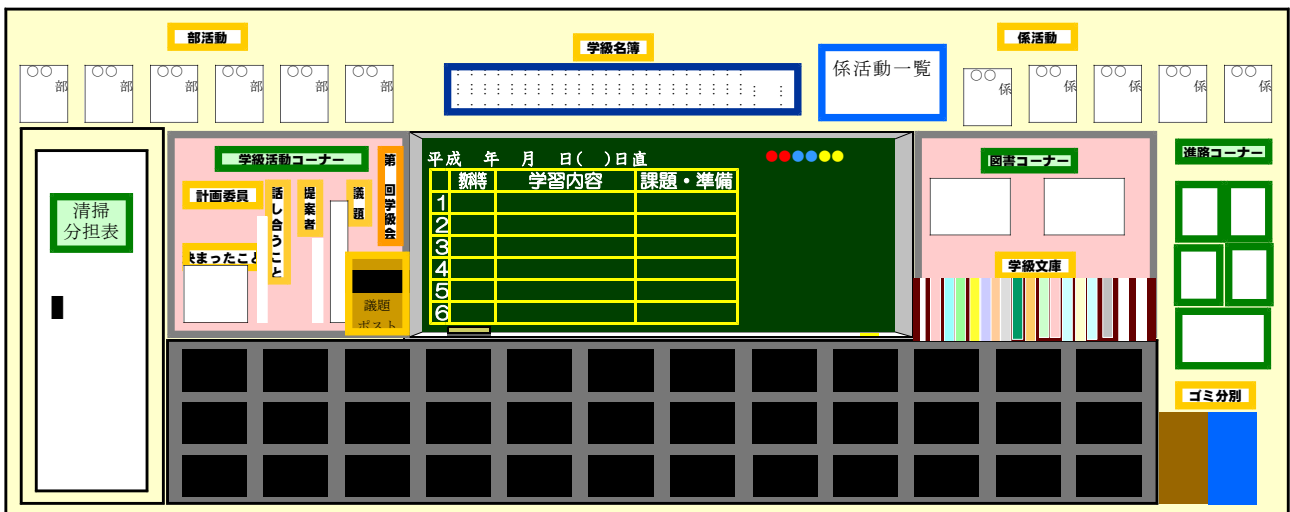 部活動
学級名簿
係活動
係活動一覧
○○部
○○部
○○部
○○部
○○部
○○部
○○係
○○係
○○係
○○係
○○係
清掃
分担表
学級活動コーナー
第 回学級会
議題
提案者
話し合うこと
計画委員
決まったこと
議題
ポスト
平成 年 月 日( )日直
教科等 学習内容 課題・準備
1
2
3
4
5
6
図書コーナー
学級文庫
進路コーナー
ゴミ分別